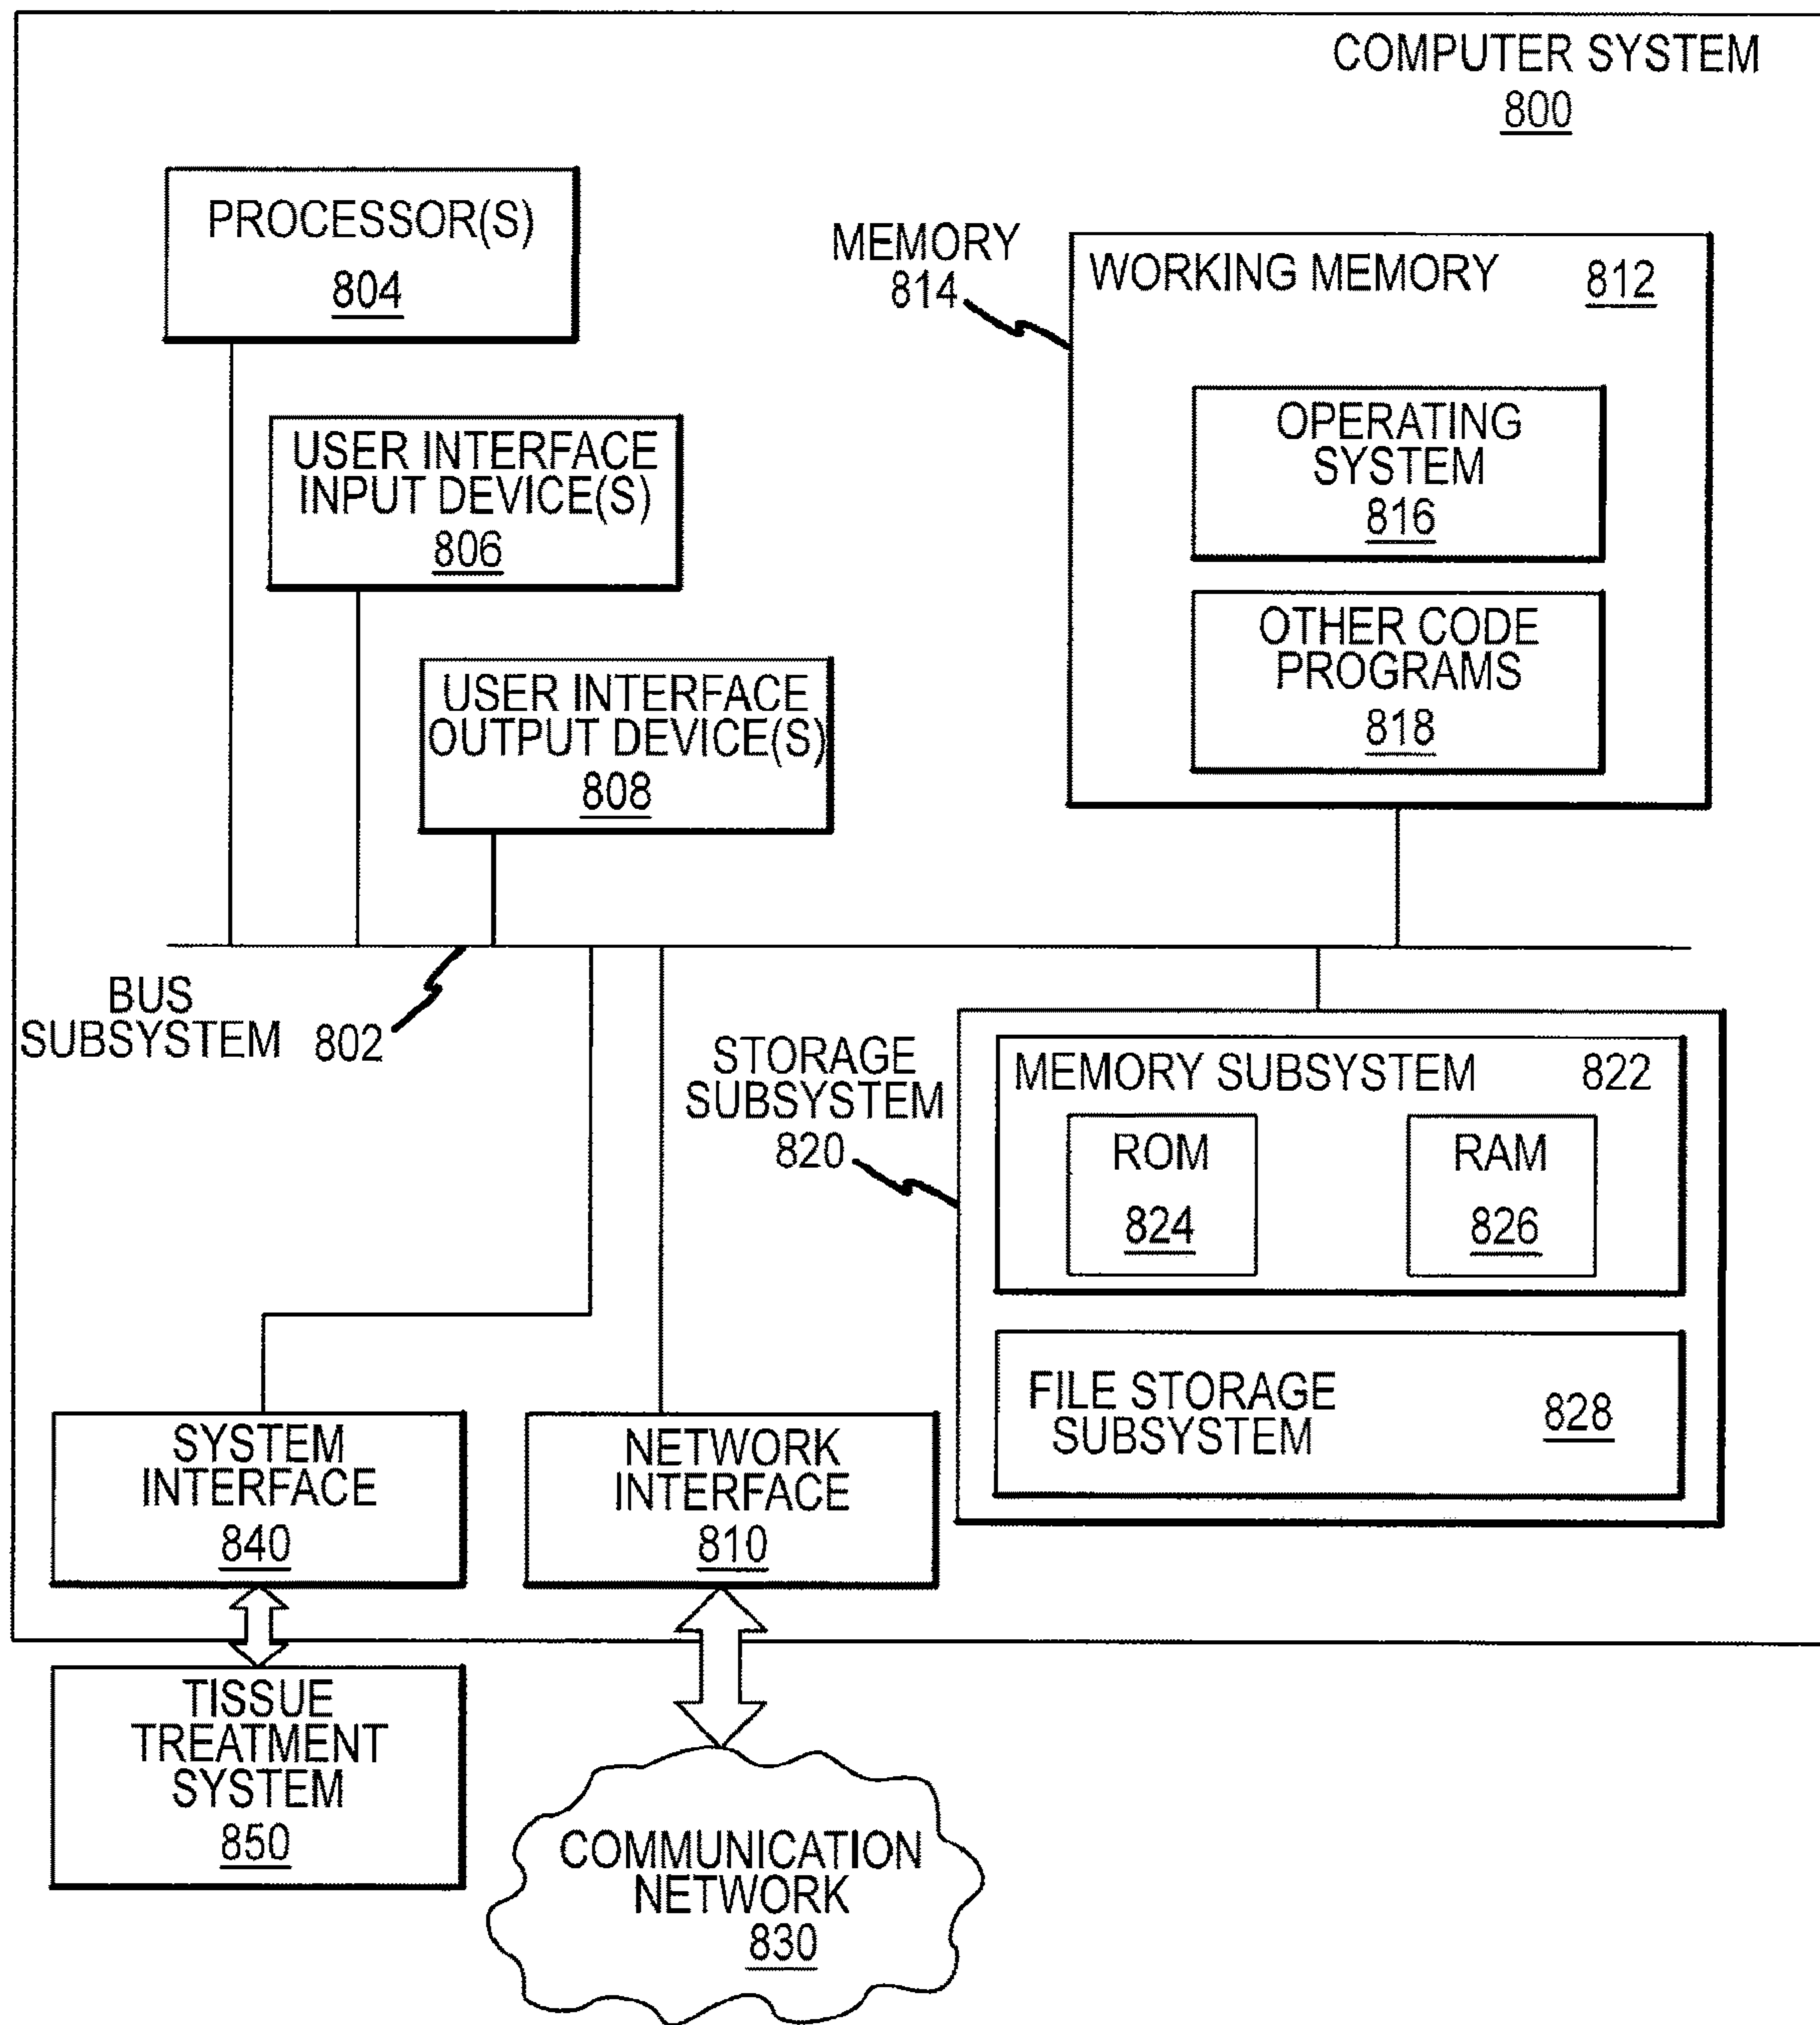 COMPUTER SYSTEM
800
PROCESSOR(S)
804
MEMORY
814
WORKING MEMORY 812
OPERATING
SYSTEM
816
OTHER CODE
PROGRAMS
818
USER INTERFACE
INPUT DEVICE(S)
806
USER INTERFACE
OUTPUT DEVICE(S)
808
BUS
SUBSYSTEM 802
STORAGE
SUBSYSTEM
820
MEMORY SUBSYSTEM 822
ROM
824
RAM
826
FILE STORAGE
SUBSYSTEM
828
SYSTEM
INTERFACE
840
NETWORK
INTERFACE
810
TISSUE
TREATMENT
SYSTEM
850
COMMUNICATION
NETWORK
830